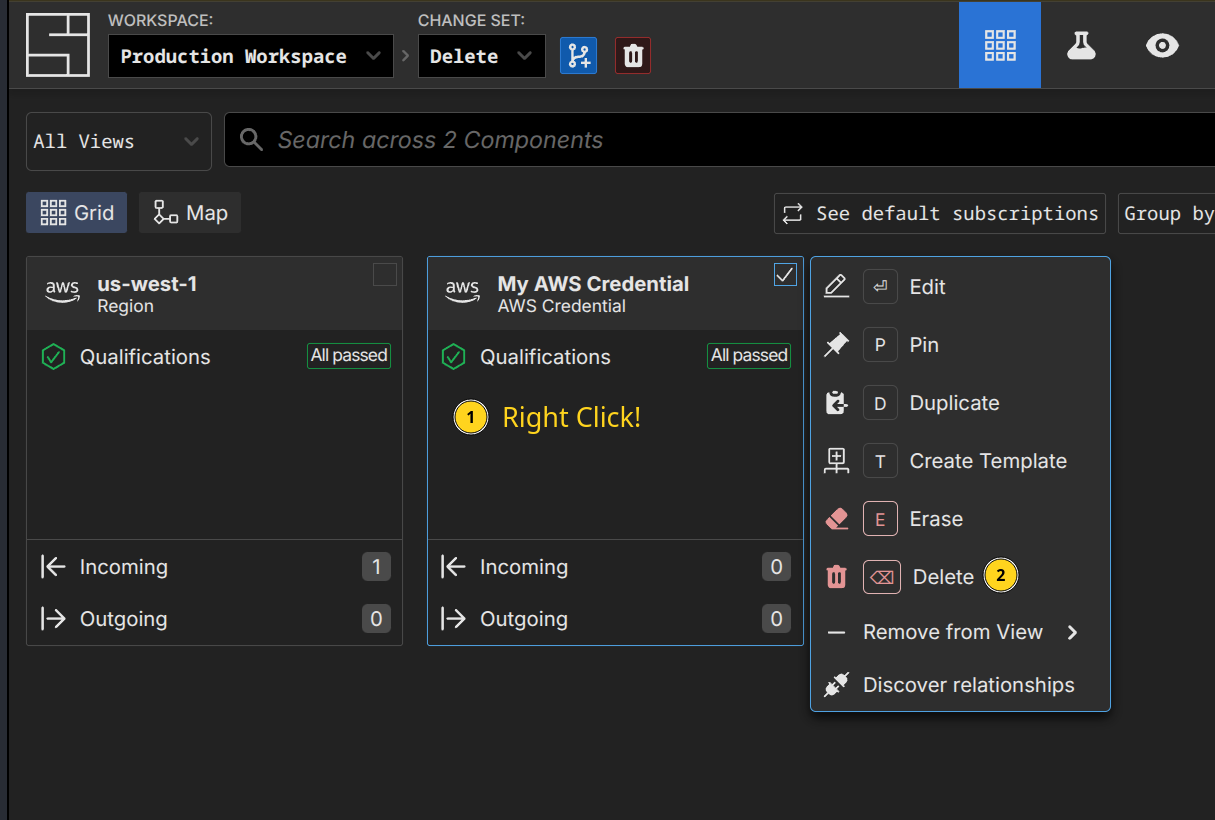 WORKSPACE:
CHANGE SET:
Production Workspace
Delete
All Views
Search across 2 Components
Grid
Map
See default subscriptions
Group by
aws
us-west-1
Region
Qualifications
All passed
Incoming
1
Outgoing
0
aws
My AWS Credential
AWS Credential
Qualifications
All passed
1 Right Click!
Incoming
0
Outgoing
0
Edit
P Pin
D Duplicate
T Create Template
E Erase
Delete 2
Remove from View
Discover relationships